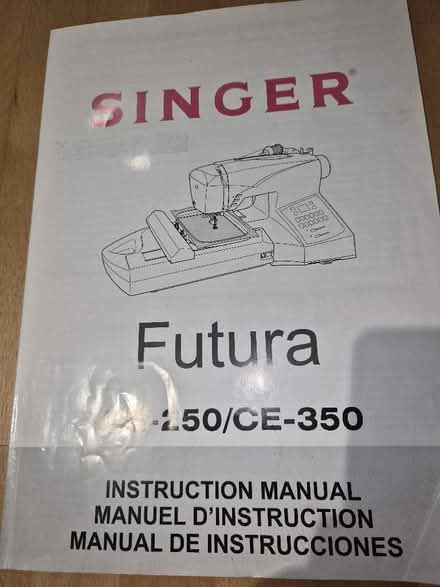 SINGER®
Futura
-250/CE-350
INSTRUCTION MANUAL
MANUEL D'INSTRUCTION
MANUAL DE INSTRUCCIONES